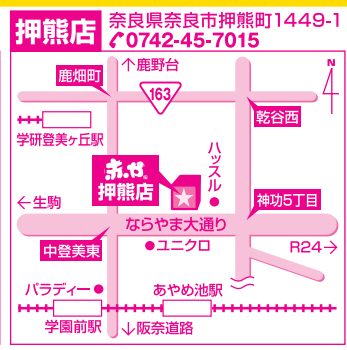 押熊店
奈良県奈良市押熊町1449-1
0742-45-7015
↑鹿野台
N
鹿畑町
163
乾谷西
学研登美ヶ丘駅
ハッスル
押熊店
←生駒
神功5丁目
ならやま大通り
中登美東
ユニクロ
R24→
パラディー
あやめ池駅
学園前駅
↓阪奈道路